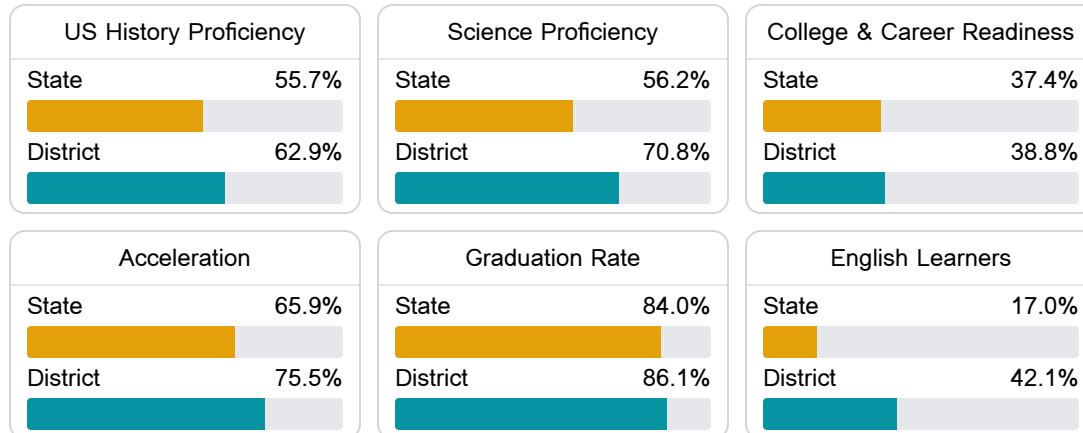 US History Proficiency
State 55.7%
District 62.9%
Science Proficiency
State 56.2%
District 70.8%
College & Career Readiness
State 37.4%
District 38.8%
Acceleration
State 65.9%
District 75.5%
Graduation Rate
State 84.0%
District 86.1%
English Learners
State 17.0%
District 42.1%